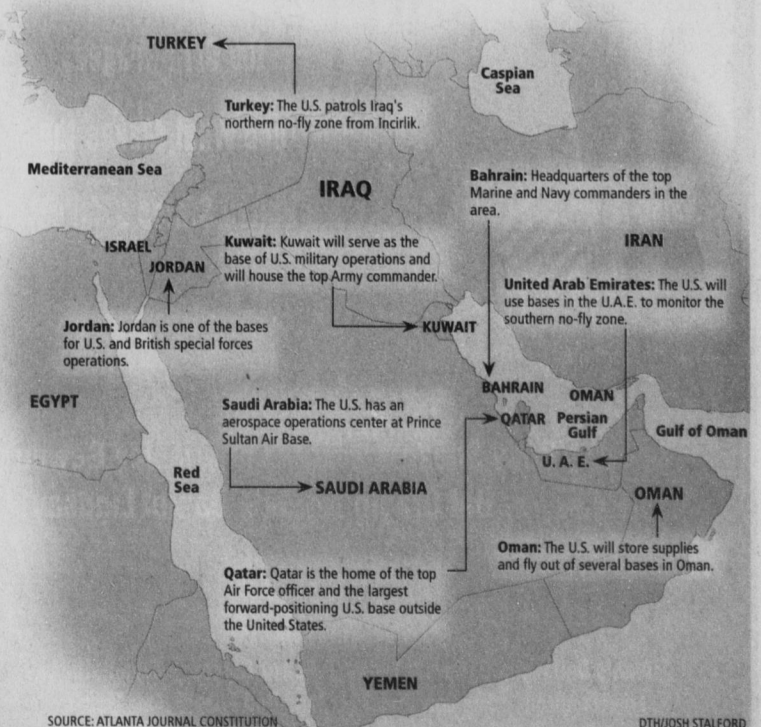 TURKEY
Caspian
Sea
Turkey: The U.S. patrols Iraq's
northern no-fly zone from Incirlik.
Mediterranean Sea
IRAQ
Bahrain: Headquarters of the top
Marine and Navy commanders in the
area.
ISRAEL
JORDAN
Kuwait: Kuwait will serve as the
base of U.S. military operations and
will house the top Army commander.
IRAN
United Arab Emirates: The U.S. will
use bases in the U.A.E. to monitor the
southern no-fly zone.
Jordan: Jordan is one of the bases
for U.S. and British special forces
operations.
KUWAIT
EGYPT
Saudi Arabia: The U.S. has an
aerospace operations center at Prince
Sultan Air Base.
BAHRAIN
OMAN
QATAR
Persian
Gulf
Gulf of Oman
U. A. E.
Red
Sea
SAUDI ARABIA
OMAN
Oman: The U.S. will store supplies
and fly out of several bases in Oman.
Qatar: Qatar is the home of the top
Air Force officer and the largest
forward-positioning U.S. base outside
the United States.
YEMEN
SOURCE: ATLANTA JOURNAL CONSTITUTION
DTH/JOSH STALFORD